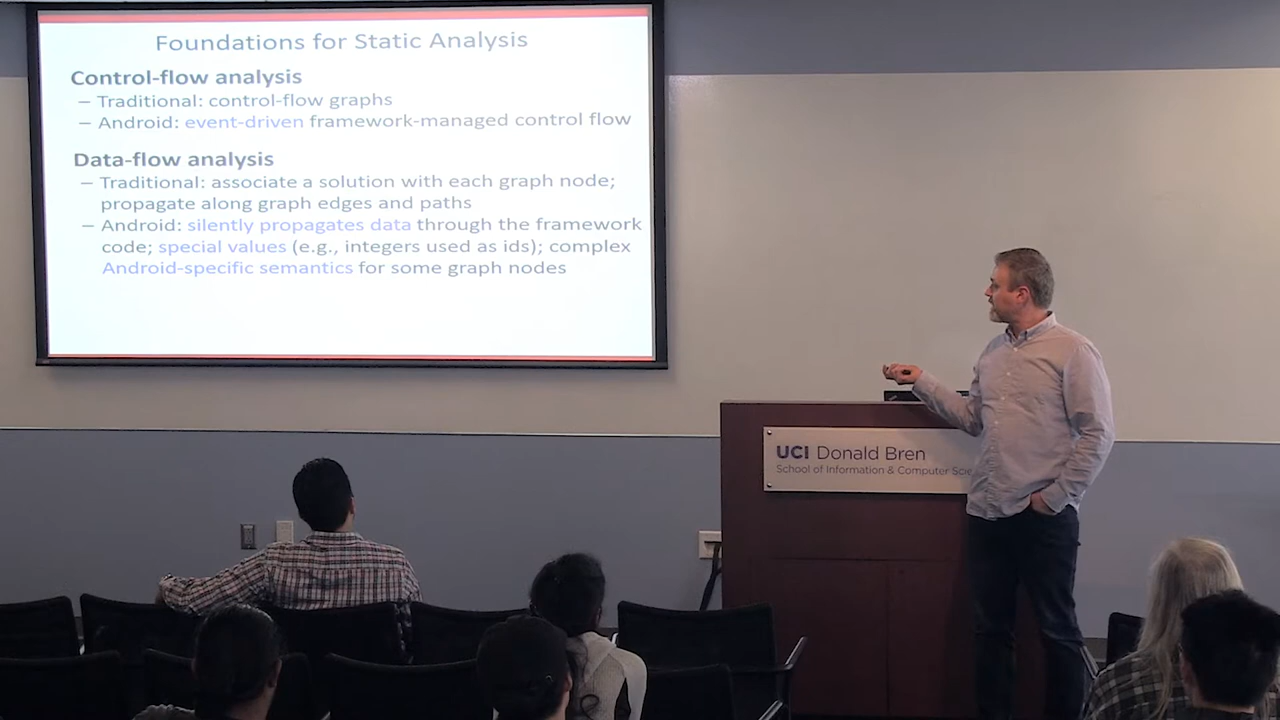 Foundations for Static Analysis
Control-flow analysis
– Traditional: control-flow graphs
– Android: event-driven framework-managed control flow
Data-flow analysis
– Traditional: associate a solution with each graph node;
propagate along graph edges and paths
– Android: silently propagates data through the framework
code; special values (e.g., integers used as ids); complex
Android-specific semantics for some graph nodes
UCI Donald Bren
School of Information & Computer Scie